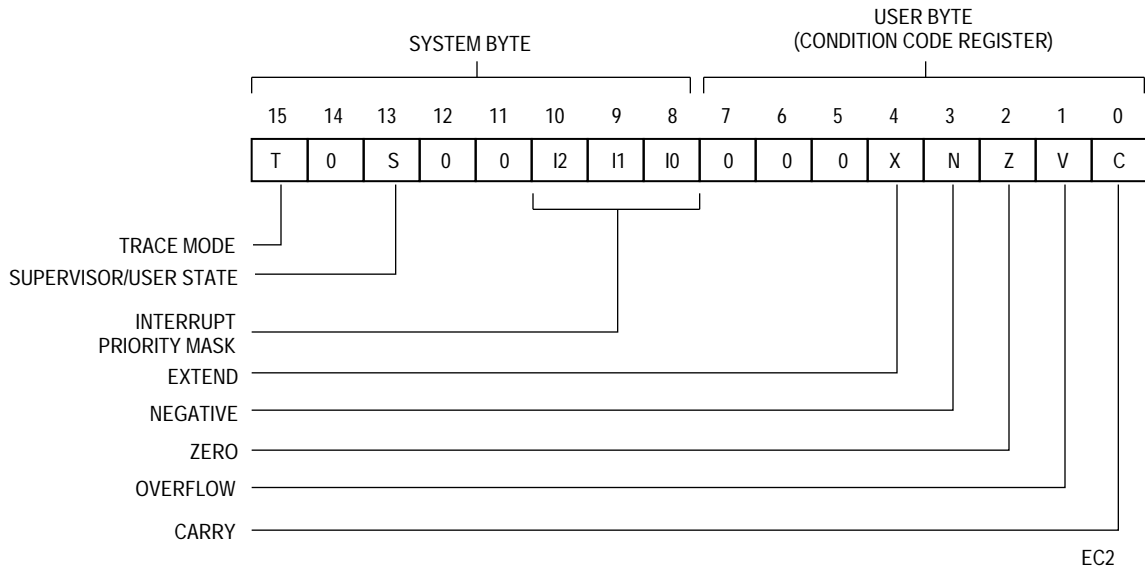 USER BYTE
(CONDITION CODE REGISTER)
SYSTEM BYTE
15 14 13 12 11 10 9 8 7 6 5 4 3 2 1 0
T 0 S 0 0 I2 I1 I0 0 0 0 X N Z V C
TRACE MODE
SUPERVISOR/USER STATE
INTERRUPT
PRIORITY MASK
EXTEND
NEGATIVE
ZERO
OVERFLOW
CARRY
EC2